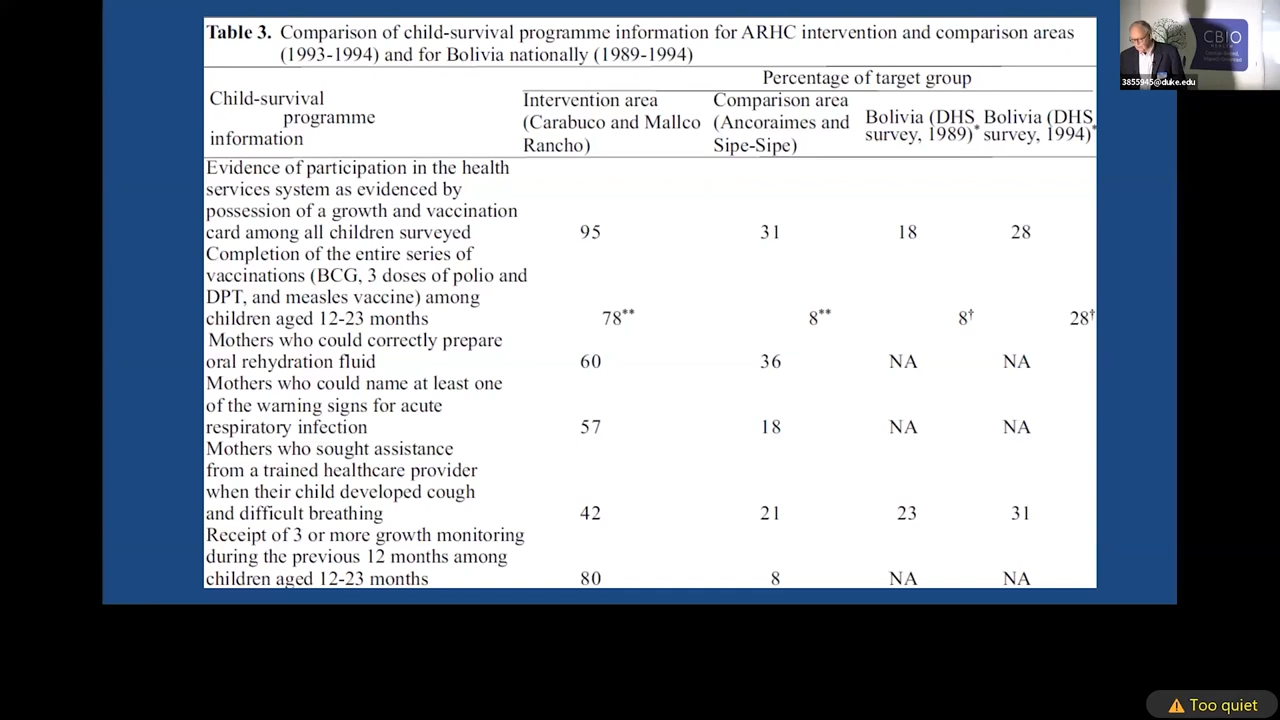 Table 3. Comparison of child-survival programme information for ARHC intervention and comparison areas
(1993-1994) and for Bolivia nationally (1989-1994)
Percentage of target group
Child-survival
programme
information
Intervention area
(Carabuco and Mallco
Rancho)
Comparison area
(Ancoraimes and
Sipe-Sipe)
Bolivia (DHS
survey, 1989)*
Bolivia (DHS
survey, 1994)*
Evidence of participation in the health
services system as evidenced by
possession of a growth and vaccination
card among all children surveyed 95 31 18 28
Completion of the entire series of
vaccinations (BCG, 3 doses of polio and
DPT, and measles vaccine) among
children aged 12-23 months 78** 8** 8† 28†
Mothers who could correctly prepare
oral rehydration fluid 60 36 NA NA
Mothers who could name at least one
of the warning signs for acute
respiratory infection 57 18 NA NA
Mothers who sought assistance
from a trained healthcare provider
when their child developed cough
and difficult breathing 42 21 23 31
Receipt of 3 or more growth monitoring
during the previous 12 months among
children aged 12-23 months 80 8 NA NA
CBIO
HEALTH
3855945@duke.edu
Too quiet